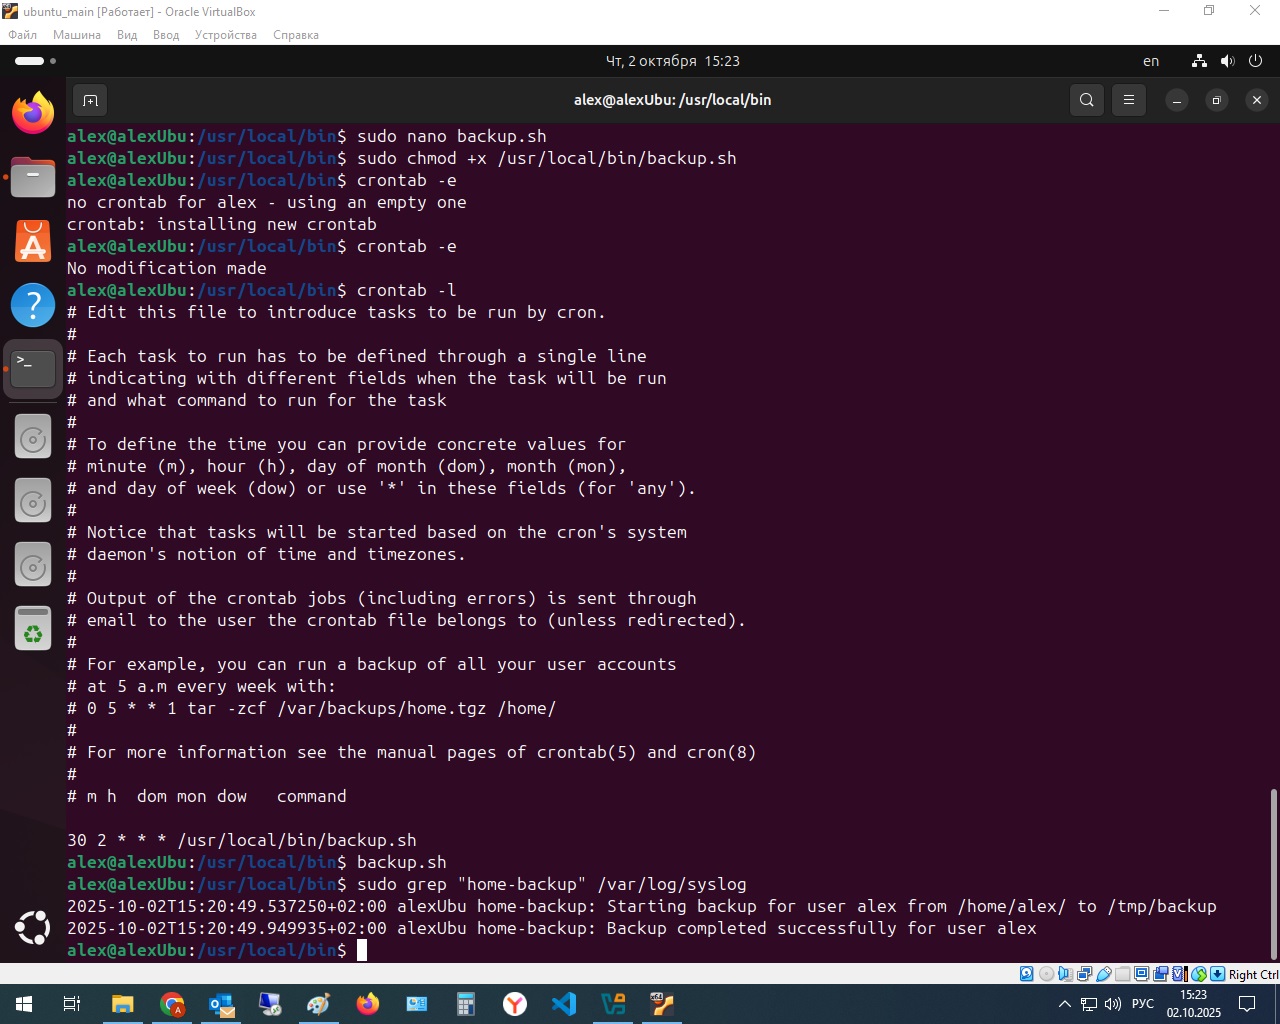 ubuntu_main [Работает] - Oracle VirtualBox
Файл Машина Вид Ввод Устройства Справка
Чт, 2 октября 15:23
en
alex@alexUbu: /usr/local/bin
alex@alexUbu:/usr/local/bin$ sudo nano backup.sh
alex@alexUbu:/usr/local/bin$ sudo chmod +x /usr/local/bin/backup.sh
alex@alexUbu:/usr/local/bin$ crontab -e
no crontab for alex - using an empty one
crontab: installing new crontab
alex@alexUbu:/usr/local/bin$ crontab -e
No modification made
alex@alexUbu:/usr/local/bin$ crontab -l
# Edit this file to introduce tasks to be run by cron.
#
# Each task to run has to be defined through a single line
# indicating with different fields when the task will be run
# and what command to run for the task
#
# To define the time you can provide concrete values for
# minute (m), hour (h), day of month (dom), month (mon),
# and day of week (dow) or use '*' in these fields (for 'any').
#
# Notice that tasks will be started based on the cron's system
# daemon's notion of time and timezones.
#
# Output of the crontab jobs (including errors) is sent through
# email to the user the crontab file belongs to (unless redirected).
#
# For example, you can run a backup of all your user accounts
# at 5 a.m every week with:
# 0 5 * * 1 tar -zcf /var/backups/home.tgz /home/
#
# For more information see the manual pages of crontab(5) and cron(8)
#
# m h  dom mon dow   command
30 2 * * * /usr/local/bin/backup.sh
alex@alexUbu:/usr/local/bin$ backup.sh
alex@alexUbu:/usr/local/bin$ sudo grep "home-backup" /var/log/syslog
2025-10-02T15:20:49.537250+02:00 alexUbu home-backup: Starting backup for user alex from /home/alex/ to /tmp/backup
2025-10-02T15:20:49.949935+02:00 alexUbu home-backup: Backup completed successfully for user alex
alex@alexUbu:/usr/local/bin$
Right Ctrl
РУС
15:23
02.10.2025